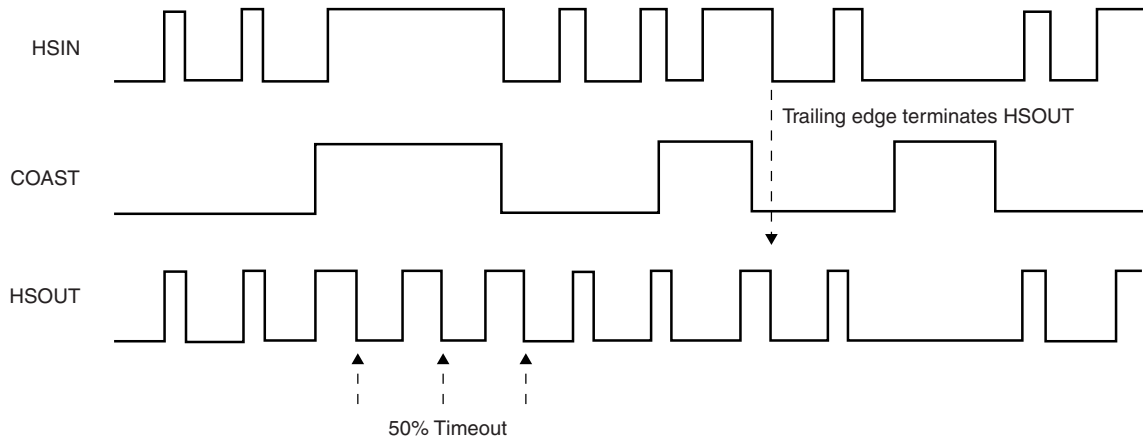 HSIN
Trailing edge terminates HSOUT
COAST
HSOUT
50% Timeout